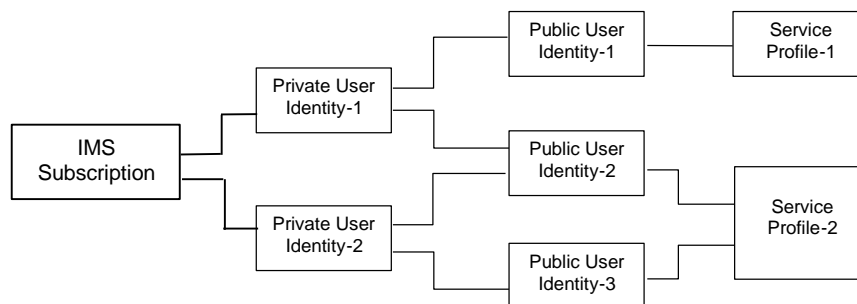 IMS
Subscription
Private User
Identity-1
Private User
Identity-2
Public User
Identity-1
Public User
Identity-2
Public User
Identity-3
Service
Profile-1
Service
Profile-2